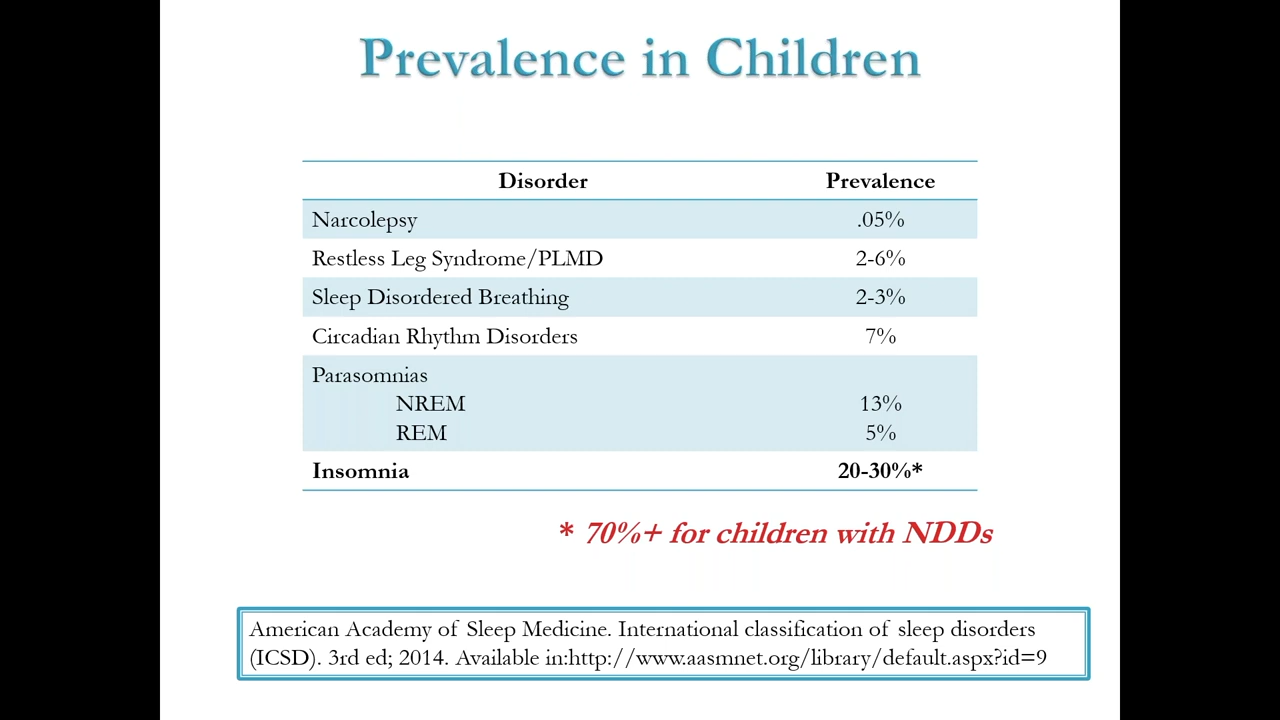 Prevalence in Children
Disorder Prevalence
Narcolepsy .05%
Restless Leg Syndrome/PLMD 2-6%
Sleep Disordered Breathing 2-3%
Circadian Rhythm Disorders 7%
Parasomnias
NREM 13%
REM 5%
Insomnia 20-30%*
* 70%+ for children with NDDs
American Academy of Sleep Medicine. International classification of sleep disorders
(ICSD). 3rd ed; 2014. Available in:http://www.aasmnet.org/library/default.aspx?id=9